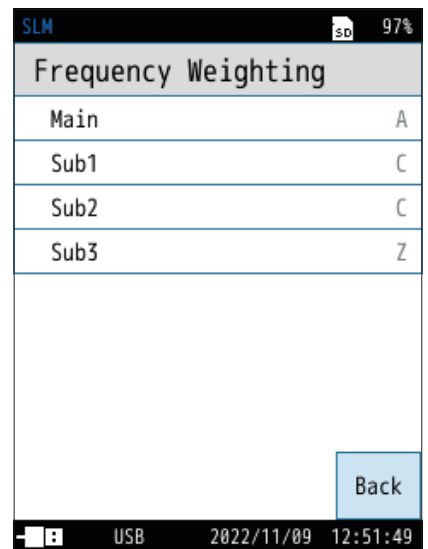 SLM SD 97%
Frequency Weighting
Main A
Sub1 C
Sub2 C
Sub3 Z
Back
USB 2022/11/09 12:51:49